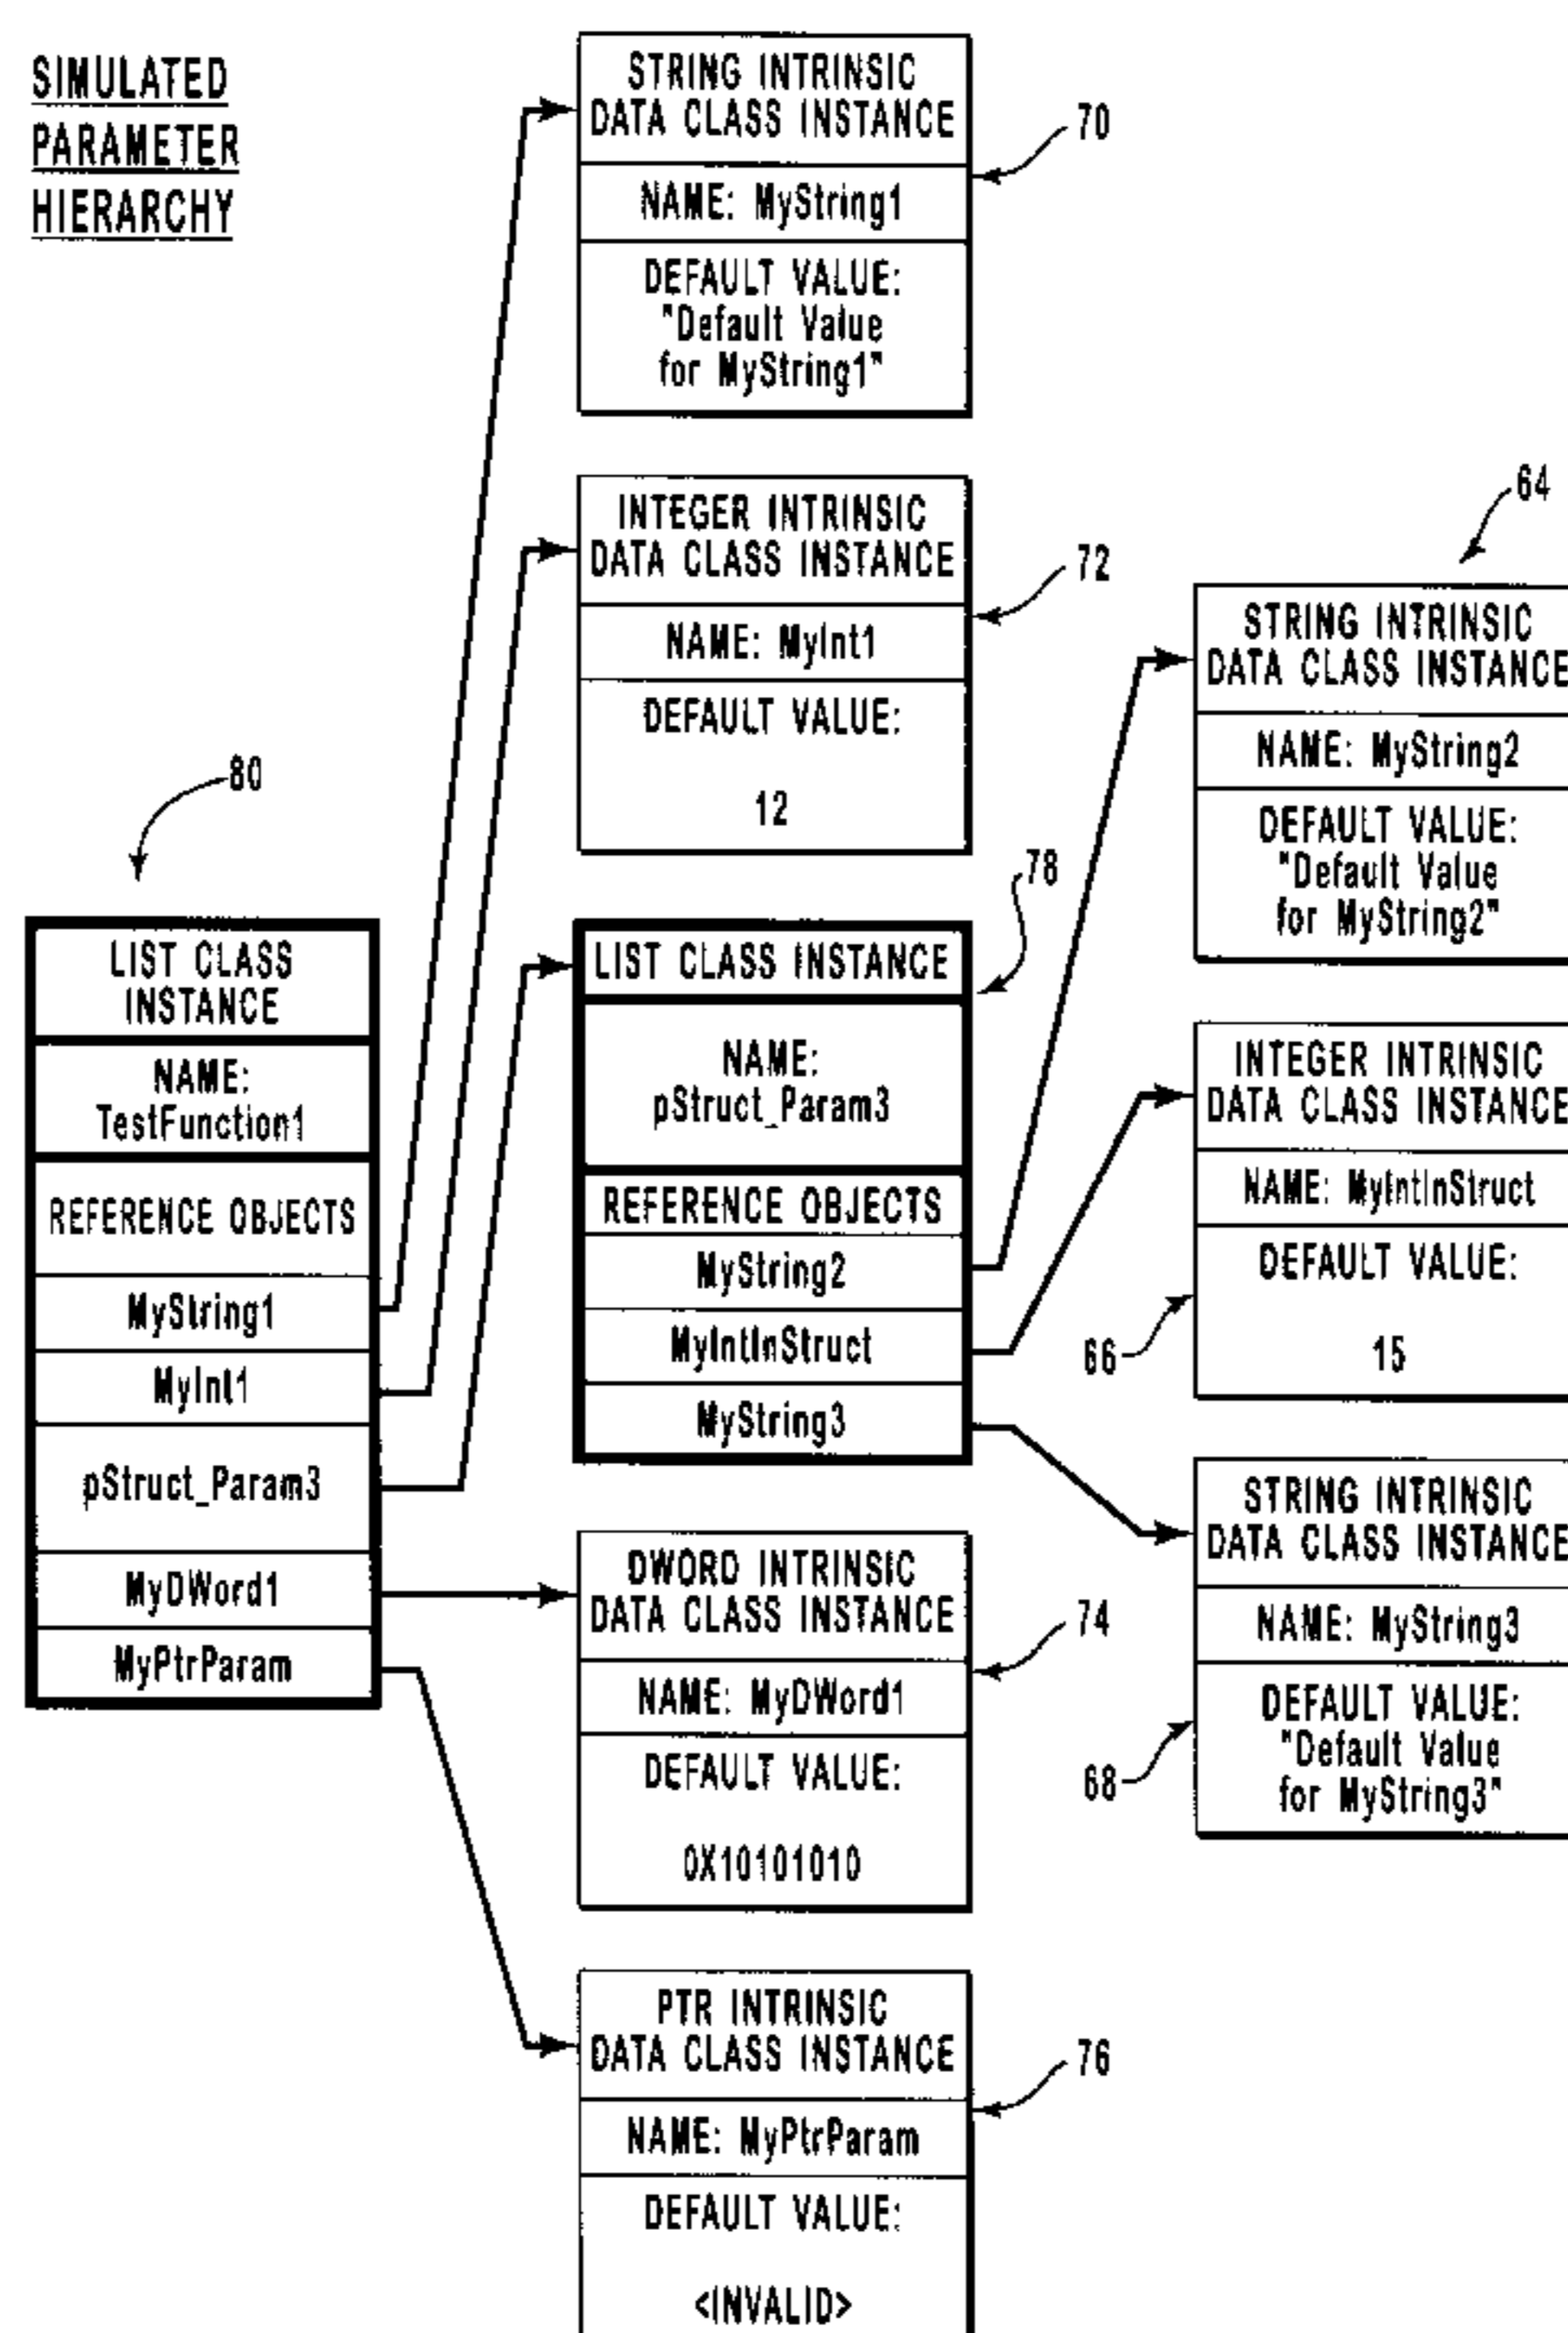 SIMULATED
PARAMETER
HIERARCHY
80
LIST CLASS
INSTANCE
NAME:
TestFunction1
REFERENCE OBJECTS
MyString1
MyInt1
pStruct_Param3
MyDWord1
MyPtrParam
STRING INTRINSIC
DATA CLASS INSTANCE
NAME: MyString1
DEFAULT VALUE:
"Default Value
for MyString1"
70
INTEGER INTRINSIC
DATA CLASS INSTANCE
NAME: MyInt1
DEFAULT VALUE:
12
72
LIST CLASS INSTANCE
NAME:
pStruct_Param3
REFERENCE OBJECTS
MyString2
MyIntInStruct
MyString3
78
DWORD INTRINSIC
DATA CLASS INSTANCE
NAME: MyDWord1
DEFAULT VALUE:
0X10101010
74
PTR INTRINSIC
DATA CLASS INSTANCE
NAME: MyPtrParam
DEFAULT VALUE:
<INVALID>
76
64
STRING INTRINSIC
DATA CLASS INSTANCE
NAME: MyString2
DEFAULT VALUE:
"Default Value
for MyString2"
INTEGER INTRINSIC
DATA CLASS INSTANCE
NAME: MyIntInStruct
DEFAULT VALUE:
15
66
STRING INTRINSIC
DATA CLASS INSTANCE
NAME: MyString3
DEFAULT VALUE:
"Default Value
for MyString3"
68